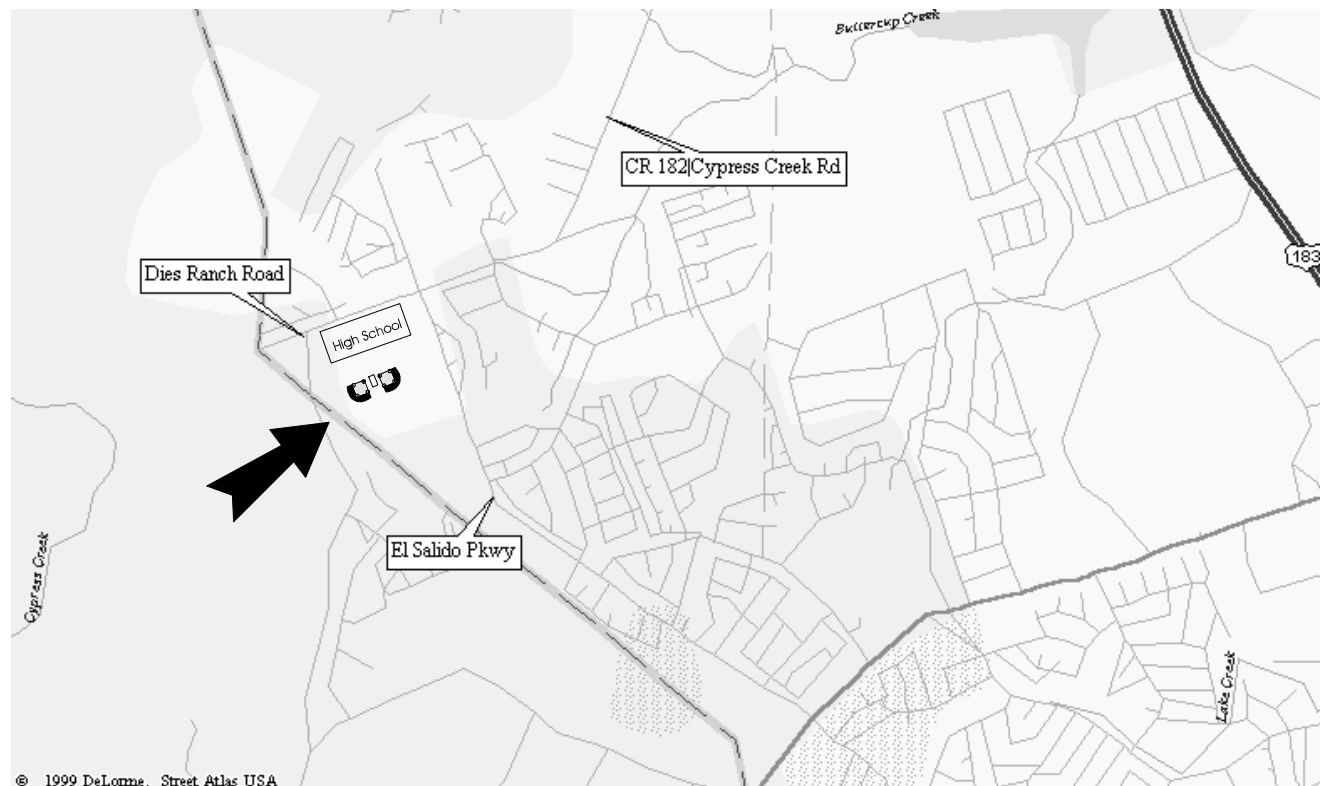 Buttercup Creek
CR 182|Cypress Creek Rd
183
Dies Ranch Road
High School
El Salido Pkwy
Cypress Creek
Lake Creek
© 1999 DeLorme. Street Atlas USA